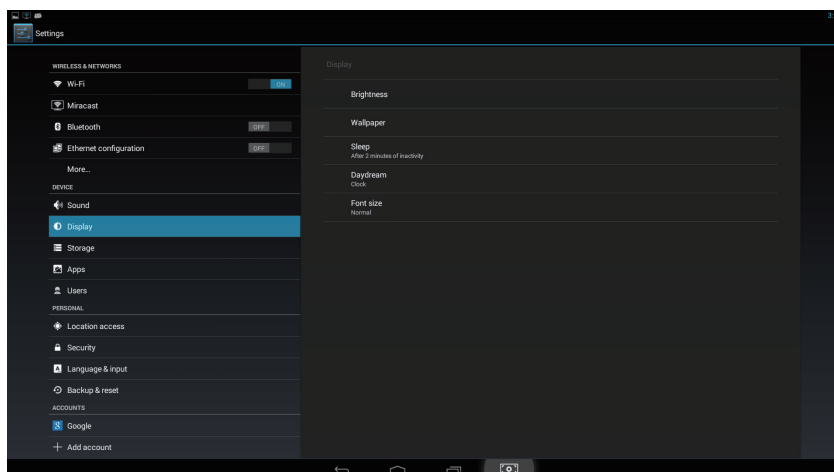 3:
Settings
WIRELESS & NETWORKS
Wi-Fi ON
Miracast
Bluetooth OFF
Ethernet configuration OFF
More...
DEVICE
Sound
Display
Storage
Apps
Users
PERSONAL
Location access
Security
A Language & input
Backup & reset
ACCOUNTS
8 Google
Add account
Display
Brightness
Wallpaper
Sleep
After 2 minutes of inactivity
Daydream
Clock
Font size
Normal